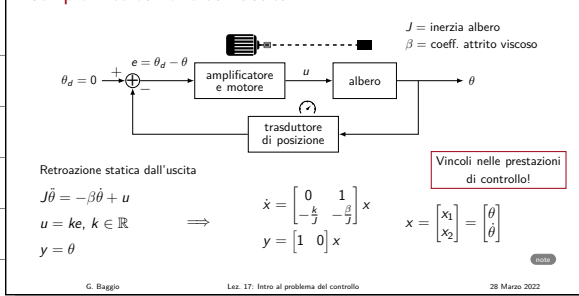 J = inerzia albero
β = coeff. attrito viscoso
θ_d = 0
+
−
e = θ_d − θ
amplificatore
e motore
u
albero
θ
trasduttore
di posizione
Vincoli nelle prestazioni
di controllo!
Retroazione statica dall'uscita
Jθ̈ = −βθ̇ + u
u = ke, k ∈ ℝ
y = θ
⟹
ẋ = [0 1; −k/J −β/J] x
y = [1 0] x
x = [x₁; x₂] = [θ; θ̇]
note
G. Baggio
Lez. 17: Intro al problema del controllo
28 Marzo 2022